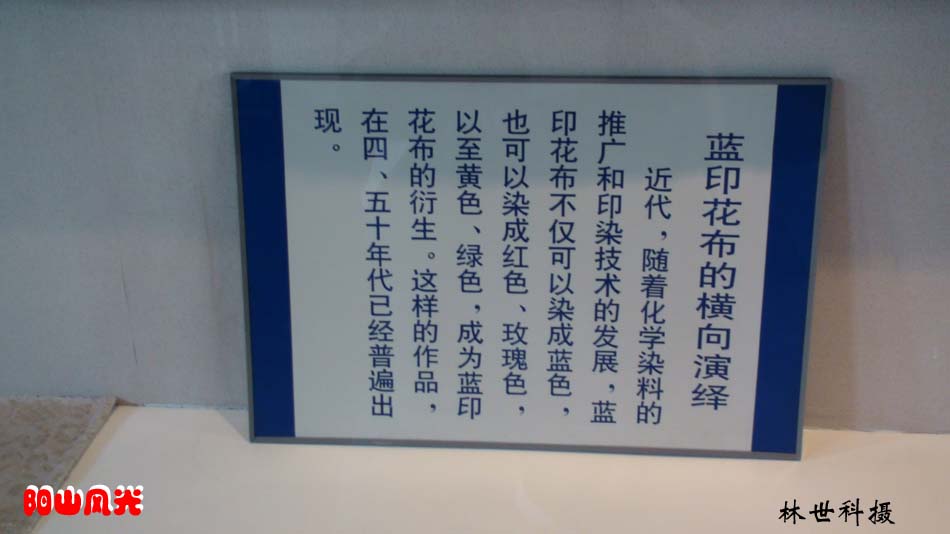 蓝印花布的横向演绎
近代，随着化学染料的
推广和印染技术的发展，蓝
印花布不仅可以染成蓝色，
也可以染成红色、玫瑰色，
以至黄色、绿色，成为蓝印
花布的衍生。这样的作品，
在四、五十年代已经普遍出
现。
阳山风光
林世科摄